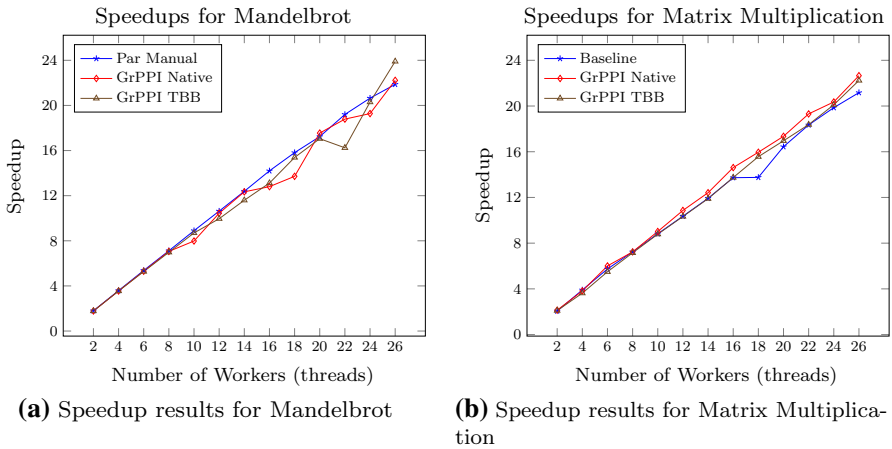 Speedups for Mandelbrot
Par Manual
GrPPI Native
GrPPI TBB
24
20
16
12
8
4
0
Speedup
2 4 6 8 10 12 14 16 18 20 22 24 26
Number of Workers (threads)
(a) Speedup results for Mandelbrot
Speedups for Matrix Multiplication
Baseline
GrPPI Native
GrPPI TBB
24
20
16
12
8
4
0
Speedup
2 4 6 8 10 12 14 16 18 20 22 24 26
Number of Workers (threads)
(b) Speedup results for Matrix Multiplica-
tion